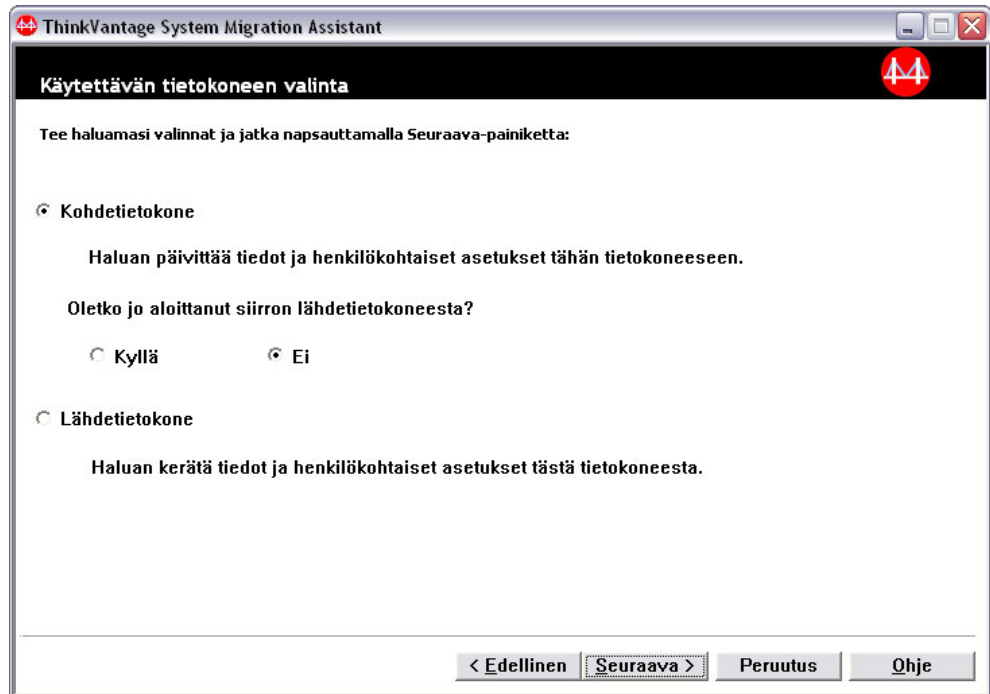 ThinkVantage System Migration Assistant
Käytettävän tietokoneen valinta
Tee haluamasi valinnat ja jatka napsauttamalla Seuraava-painiketta:
Kohdetietokone
Haluan päivittää tiedot ja henkilökohtaiset asetukset tähän tietokoneeseen.
Oletko jo aloittanut siirron lähdetietokoneesta?
Kyllä Ei
Lähdetietokone
Haluan kerätä tiedot ja henkilökohtaiset asetukset tästä tietokoneesta.
< Edellinen Seuraava > Peruutus Ohje